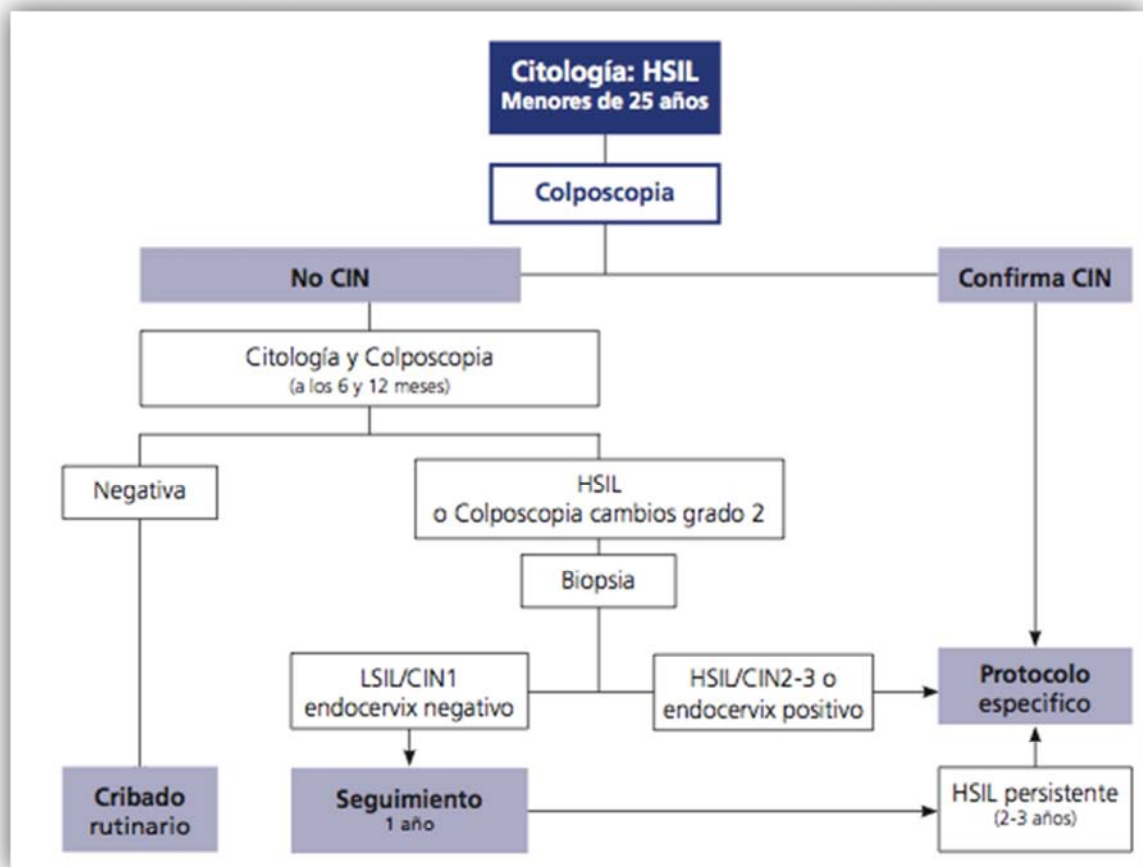 Citología: HSIL
Menores de 25 años
Colposcopia
No CIN
Confirma CIN
Citología y Colposcopia
(a los 6 y 12 meses)
Negativa
HSIL
o Colposcopia cambios grado 2
Biopsia
LSIL/CIN1
endocervix negativo
HSIL/CIN2-3 o
endocervix positivo
Protocolo
especifico
Cribado
rutinario
Seguimiento
1 año
HSIL persistente
(2-3 años)